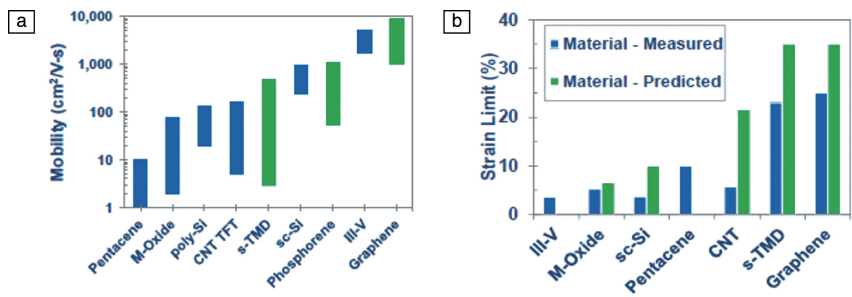 a
Mobility (cm²/V-s)
10,000
1,000
100
10
1
Pentacene
M-Oxide
poly-Si
CNT TFT
s-TMD
sc-Si
Phosphorene
III-V
Graphene
b
Strain Limit (%)
40
30
20
10
0
Material - Measured
Material - Predicted
III-V
M-Oxide
sc-Si
Pentacene
CNT
s-TMD
Graphene